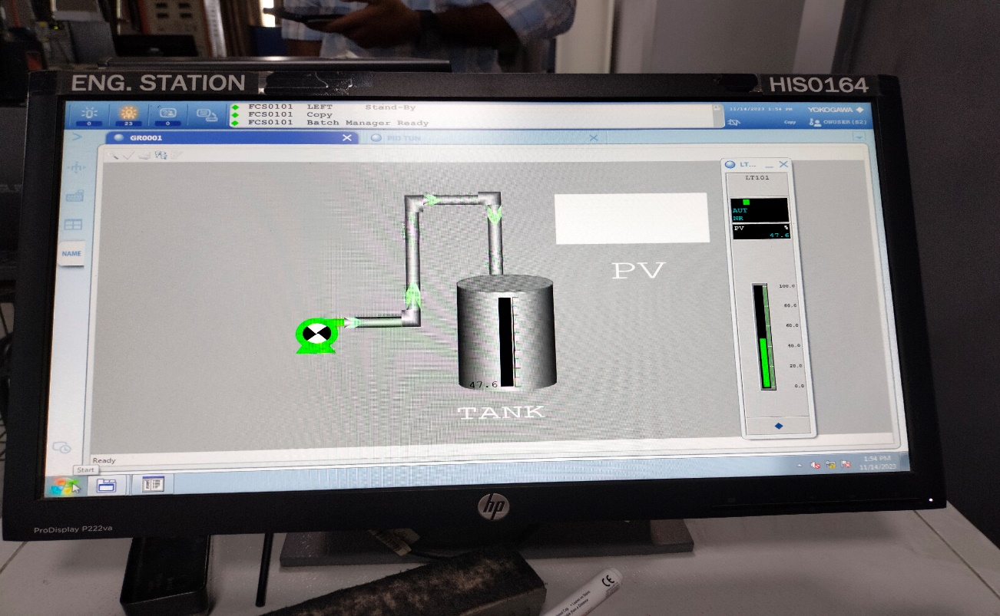 ENG. STATION
HIS0164
FCS0101 LEFT Stand-By
FCS0101 Copy
FCS0101 Batch Manager Ready
0
23
0
11/14/2023 1:54 PM
YOKOGAWA
Copy
GR0001
PID TUN
LT...
LT101
AUT
NR
PV %
47.6
PV
100.0
80.0
60.0
40.0
20.0
0.0
NAME
47.6
TANK
Ready
Start
1:54 PM
11/14/2023
hp
ProDisplay P222va
CE